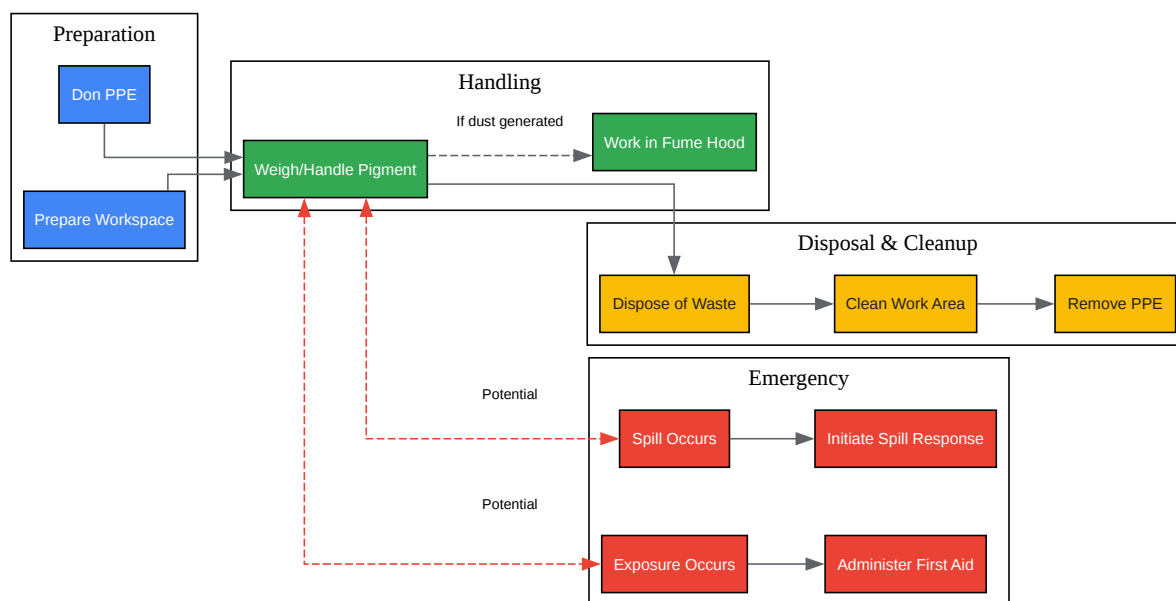 Preparation
Don PPE
Prepare Workspace
Handling
If dust generated
Weigh/Handle Pigment
Work in Fume Hood
Disposal & Cleanup
Dispose of Waste
Clean Work Area
Remove PPE
Emergency
Potential
Spill Occurs
Initiate Spill Response
Potential
Exposure Occurs
Administer First Aid